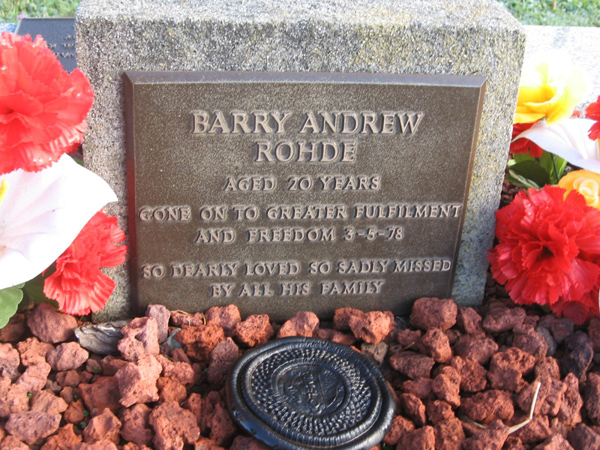 BARRY ANDREW
ROHDE
AGED 20 YEARS
GONE ON TO GREATER FULFILMENT
AND FREEDOM 3-5-78
SO DEARLY LOVED SO SADLY MISSED
BY ALL HIS FAMILY